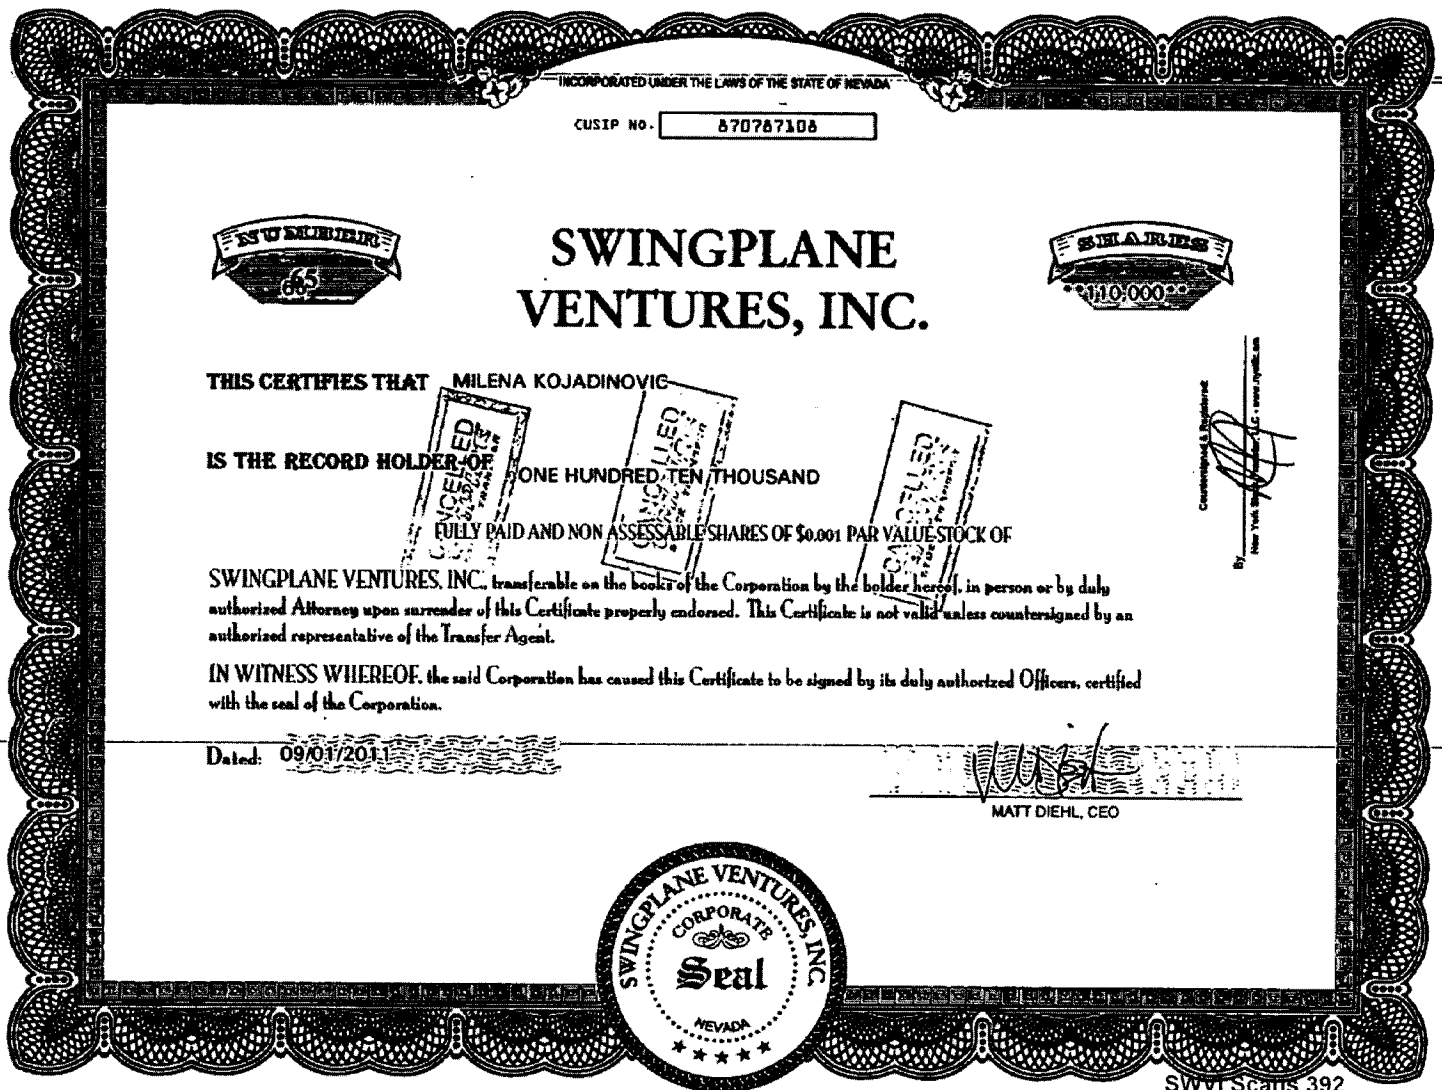 INCORPORATED UNDER THE LAWS OF THE STATE OF NEVADA
CUSIP NO. 870787108
NUMBER
65
SHARES
**110,000**
SWINGPLANE
VENTURES, INC.
THIS CERTIFIES THAT MILENA KOJADINOVIC
IS THE RECORD HOLDER OF
ONE HUNDRED TEN THOUSAND
CANCELLED
CANCELLED
CANCELLED
FULLY PAID AND NON ASSESSABLE SHARES OF $0.001 PAR VALUE STOCK OF
SWINGPLANE VENTURES, INC., transferable on the books of the Corporation by the holder hereof, in person or by duly
authorized Attorney upon surrender of this Certificate properly endorsed. This Certificate is not valid unless countersigned by an
authorized representative of the Transfer Agent.
IN WITNESS WHEREOF, the said Corporation has caused this Certificate to be signed by its duly authorized Officers, certified
with the seal of the Corporation.
Dated: 09/01/2011
MATT DIEHL, CEO
Countersigned & Registered:
By
New York
SWINGPLANE VENTURES, INC.
CORPORATE
Seal
NEVADA
SWVI Scans 392